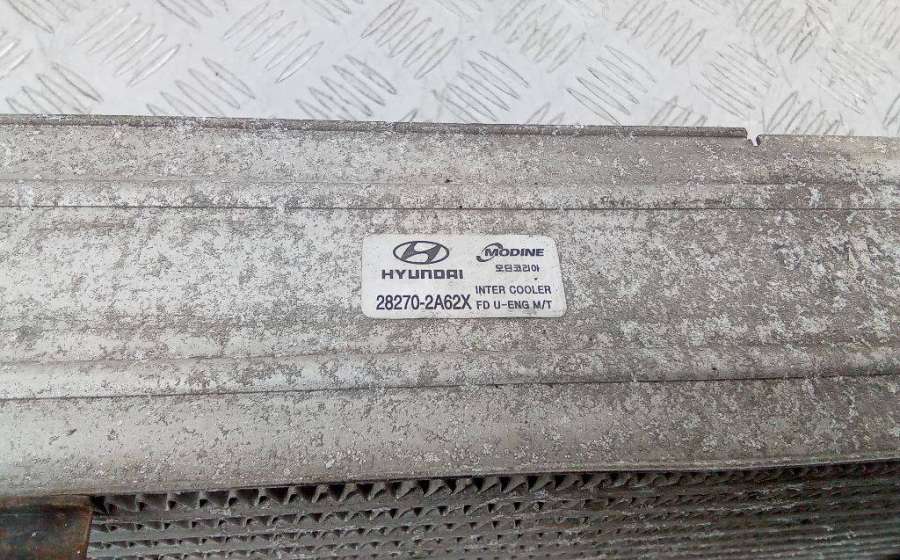 HYUNDAI
MODINE
모딘코리아
28270-2A62X
INTER COOLER
FD U-ENG M/T